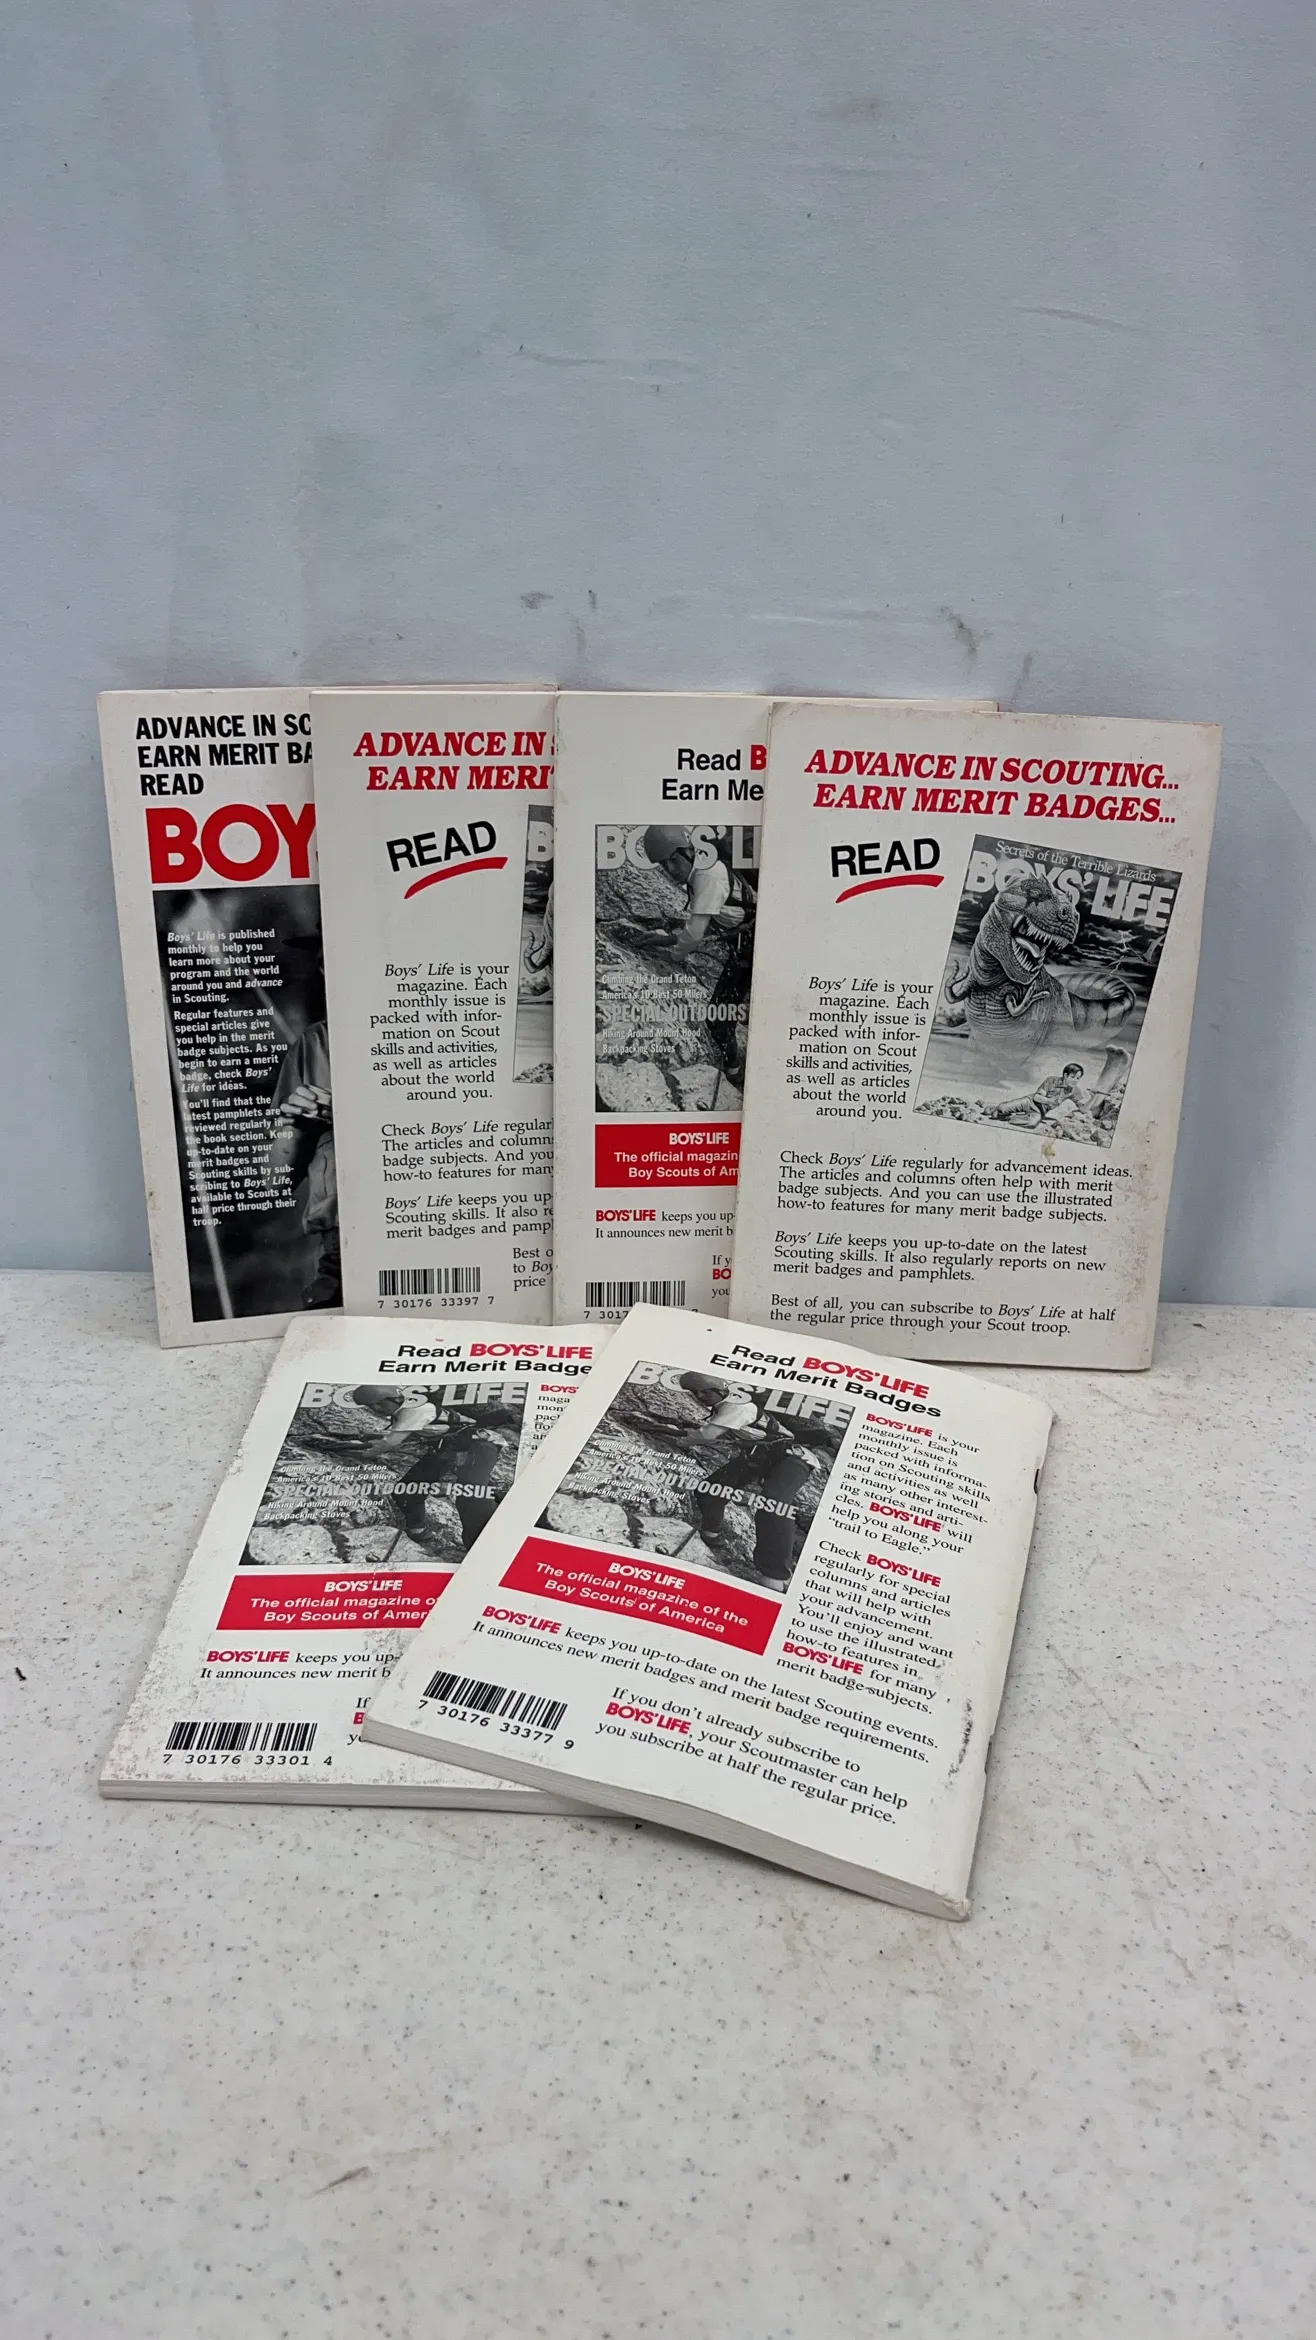 ADVANCE IN SC
EARN MERIT BA
READ
BOY
Boys' Life is published
monthly to help you
learn more about your
program and the world
around you and advance
in Scouting.
Regular features and
special articles give
you help in the merit
badge subjects. As you
begin to earn a merit
badge, check Boys'
Life for ideas.
You'll find that the
latest pamphlets are
reviewed regularly in
the book section. Keep
up-to-date on your
merit badges and
Scouting skills by sub-
scribing to Boys' Life,
available to Scouts at
half price through their
troop.
ADVANCE IN
EARN MERI
READ
B
Boys' Life is your
magazine. Each
monthly issue is
packed with infor-
mation on Scout
skills and activities,
as well as articles
about the world
around you.
Check Boys' Life regular
The articles and column
badge subjects. And you
how-to features for man
Boys' Life keeps you up
Scouting skills. It also re
merit badges and pamp
Best o
to Boy
price
7 30176 33397 7
Read B
Earn Me
BOYS' LI
Climbing the Grand Teton
America's 10 Best 50 Milers
SPECIAL OUTDOORS
Hiking Around Mount Hood
Backpacking Stoves
BOYS' LIFE
The official magazin
Boy Scouts of Am
BOYS' LIFE keeps you up-
It announces new merit b
If y
BO
you
7 3017
ADVANCE IN SCOUTING...
EARN MERIT BADGES...
READ
Secrets of the Terrible Lizards
BOYS' LIFE
Boys' Life is your
magazine. Each
monthly issue is
packed with infor-
mation on Scout
skills and activities,
as well as articles
about the world
around you.
Check Boys' Life regularly for advancement ideas.
The articles and columns often help with merit
badge subjects. And you can use the illustrated
how-to features for many merit badge subjects.
Boys' Life keeps you up-to-date on the latest
Scouting skills. It also regularly reports on new
merit badges and pamphlets.
Best of all, you can subscribe to Boys' Life at half
the regular price through your Scout troop.
Read BOYS' LIFE
Earn Merit Badge
BOYS' LIFE
Climbing the Grand Teton
America's 10 Best 50 Milers
SPECIAL OUTDOORS ISSUE
Hiking Around Mount Hood
Backpacking Stoves
BOYS'
maga
mon
pac
tio
BOYS' LIFE
The official magazine o
Boy Scouts of Ameri
BOYS' LIFE keeps you up-
It announces new merit b
If
B
yo
7 30176 33301 4
Read BOYS' LIFE
Earn Merit Badges
BOYS' LIFE
Climbing the Grand Teton
America's 10 Best 50 Milers
SPECIAL OUTDOORS ISSUE
Hiking Around Mount Hood
Backpacking Stoves
BOYS' LIFE is your
magazine. Each
monthly issue is
packed with informa-
tion on Scouting skills
and activities as well
as many other interest-
ing stories and arti-
cles. BOYS' LIFE will
help you along your
"trail to Eagle."
Check BOYS' LIFE
regularly for special
columns and articles
that will help with
your advancement.
You'll enjoy and want
to use the illustrated,
how-to features in
BOYS' LIFE for many
merit badge subjects.
BOYS' LIFE
The official magazine of the
Boy Scouts of America
BOYS' LIFE keeps you up-to-date on the latest Scouting events.
It announces new merit badges and merit badge requirements.
If you don't already subscribe to
BOYS' LIFE, your Scoutmaster can help
you subscribe at half the regular price.
7 30176 33377 9